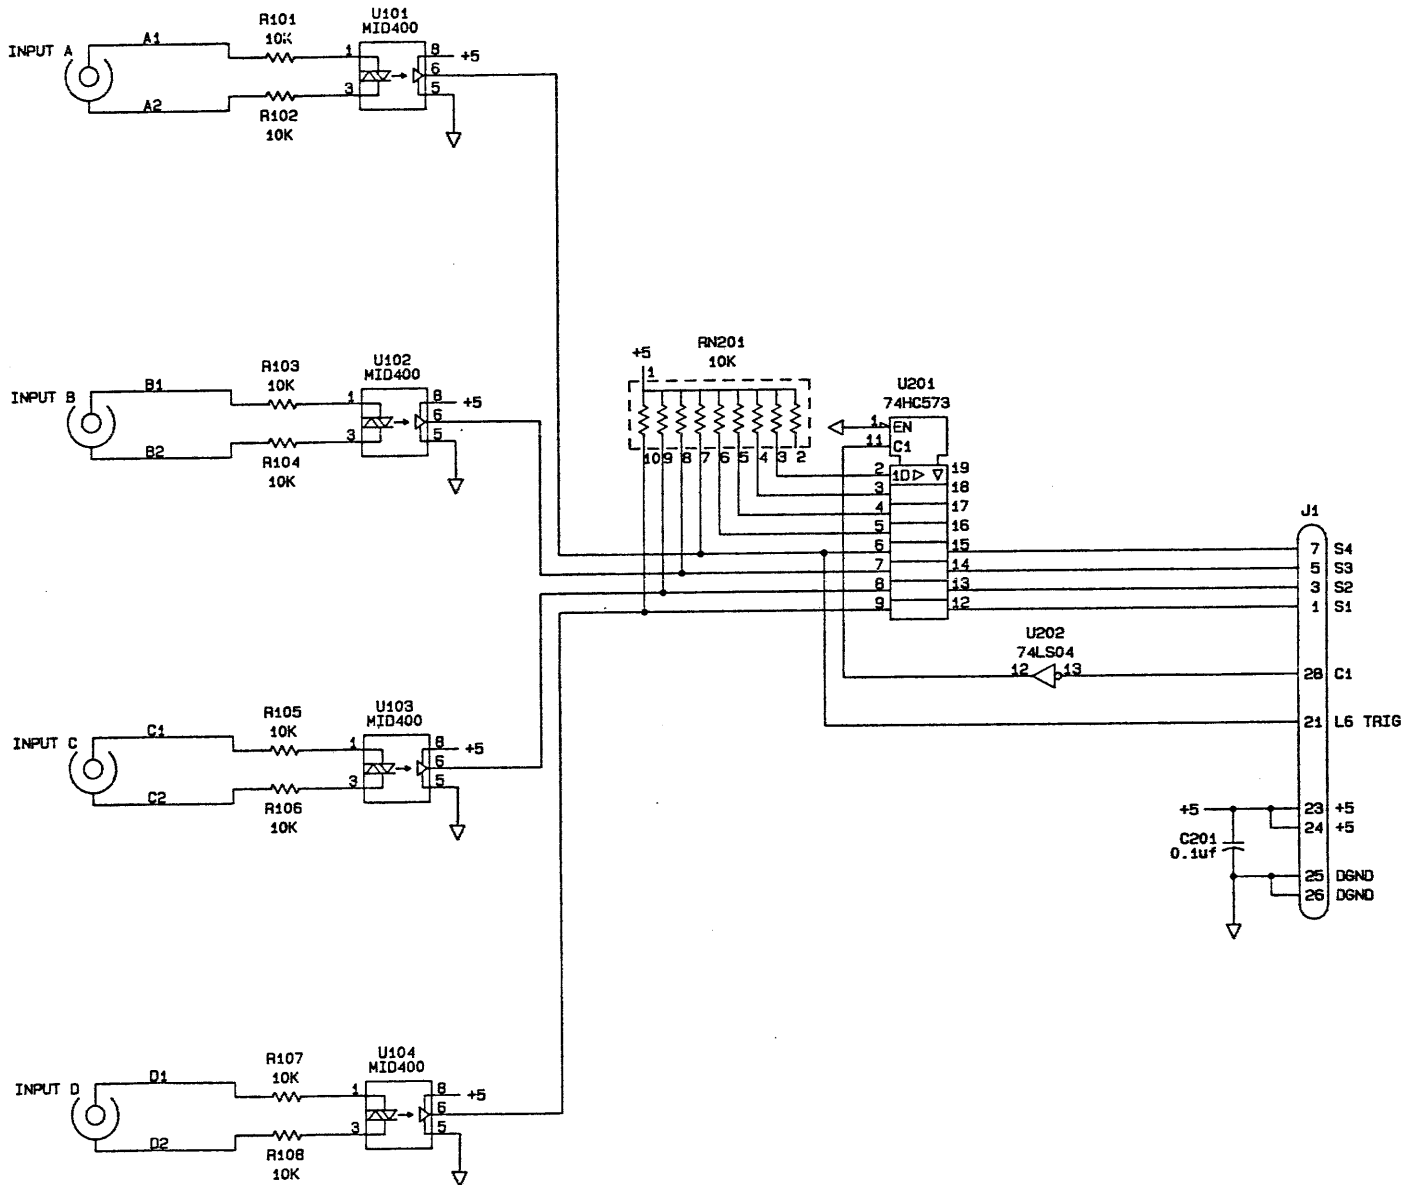 INPUT A
A1
A2
R101
10K
R102
10K
U101
MID400
1
3
8
6
5
+5
INPUT B
B1
B2
R103
10K
R104
10K
U102
MID400
1
3
8
6
5
+5
RN201
10K
+5
1
10 9 8 7 6 5 4 3 2
U201
74HC573
1
EN
11
C1
2
1D
19
3
18
4
17
5
16
6
15
7
14
8
13
9
12
J1
7 S4
5 S3
3 S2
1 S1
U202
74LS04
12
13
28 C1
21 L6 TRIG
+5
23 +5
24 +5
C201
0.1uf
25 DGND
26 DGND
INPUT C
C1
C2
R105
10K
R106
10K
U103
MID400
1
3
8
6
5
+5
INPUT D
D1
D2
R107
10K
R108
10K
U104
MID400
1
3
8
6
5
+5